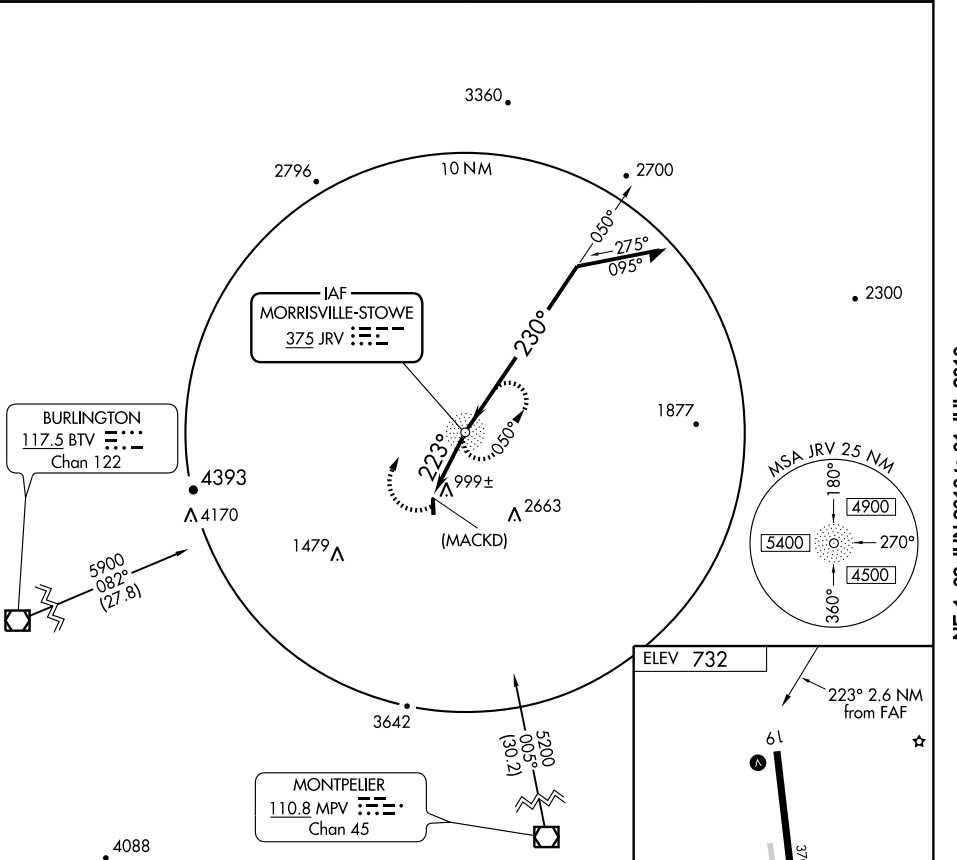 3360
2796
10 NM
2700
050°
275°
095°
2300
IAF
MORRISVILLE-STOWE
375 JRV
230°
1877
BURLINGTON
117.5 BTV
Chan 122
050°
223°
4393
999±
4170
2663
(MACKD)
1479
MSA JRV 25 NM
180°
4900
5400
270°
4500
360°
5900
082°
(27.8)
ELEV 732
223° 2.6 NM
from FAF
19
3642
5200
005°
(30.2)
MONTPELIER
110.8 MPV
Chan 45
4088